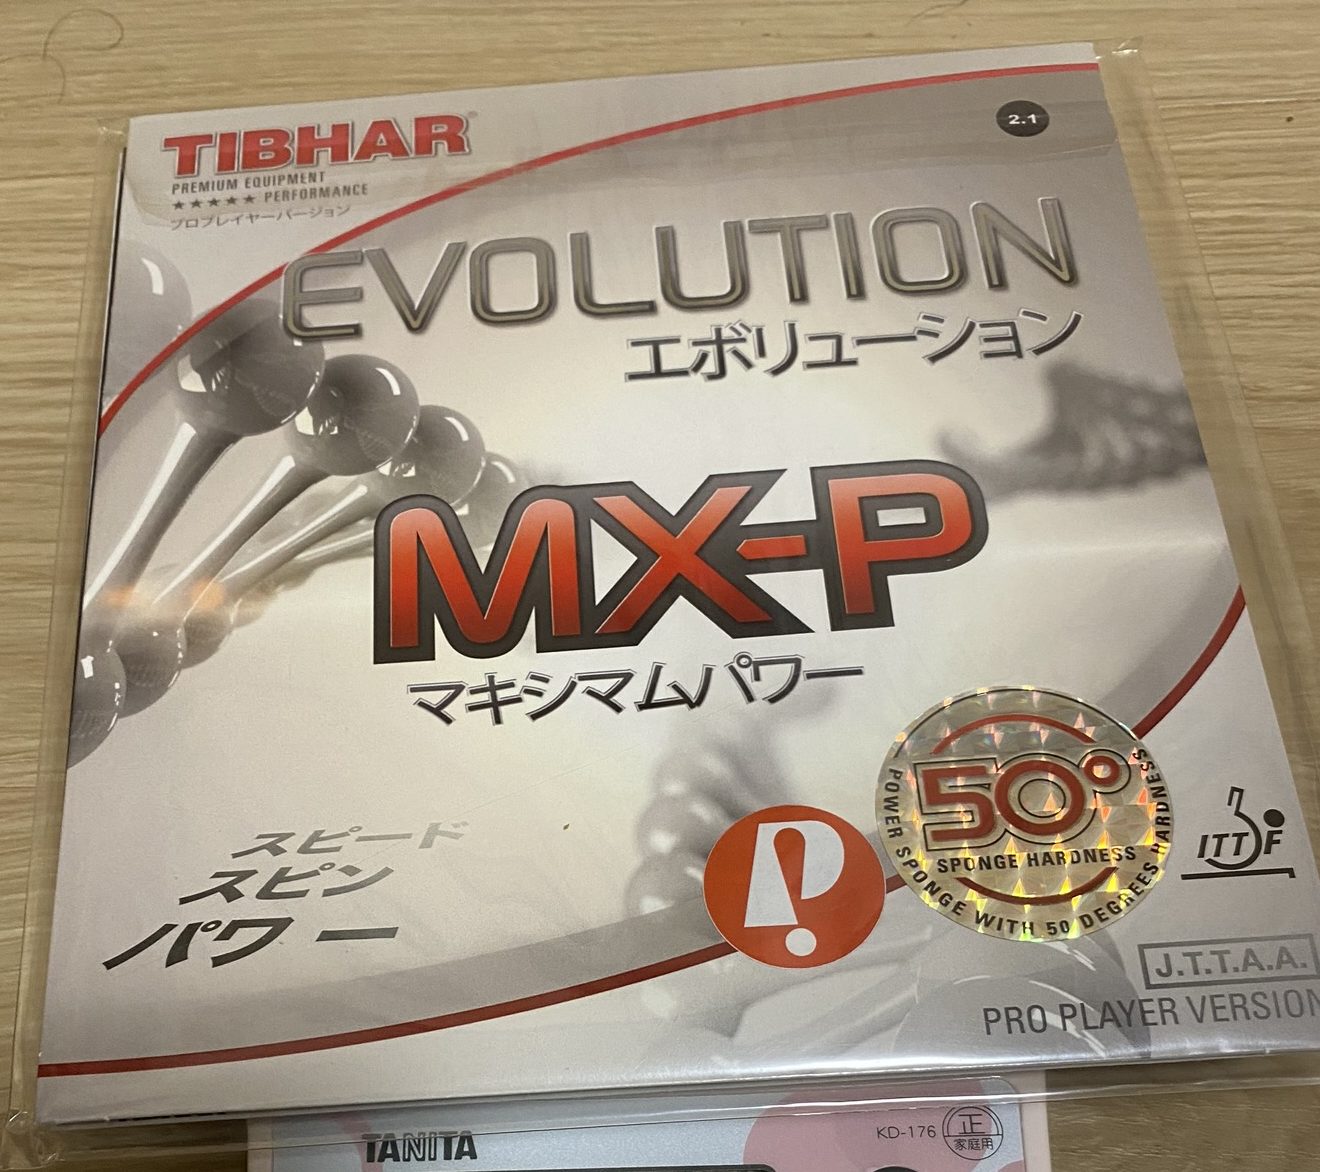 TIBHAR
PREMIUM EQUIPMENT
★★★★★ PERFORMANCE
プロプレイヤーバージョン
2.1
EVOLUTION
エボリューション
MX-P
マキシマムパワー
スピード
スピン
パワー
P
50°
SPONGE HARDNESS
POWER SPONGE WITH 50 DEGREES HARDNESS
ITTF
J.T.T.A.A.
PRO PLAYER VERSION
TANITA
KD-176
正
家庭用